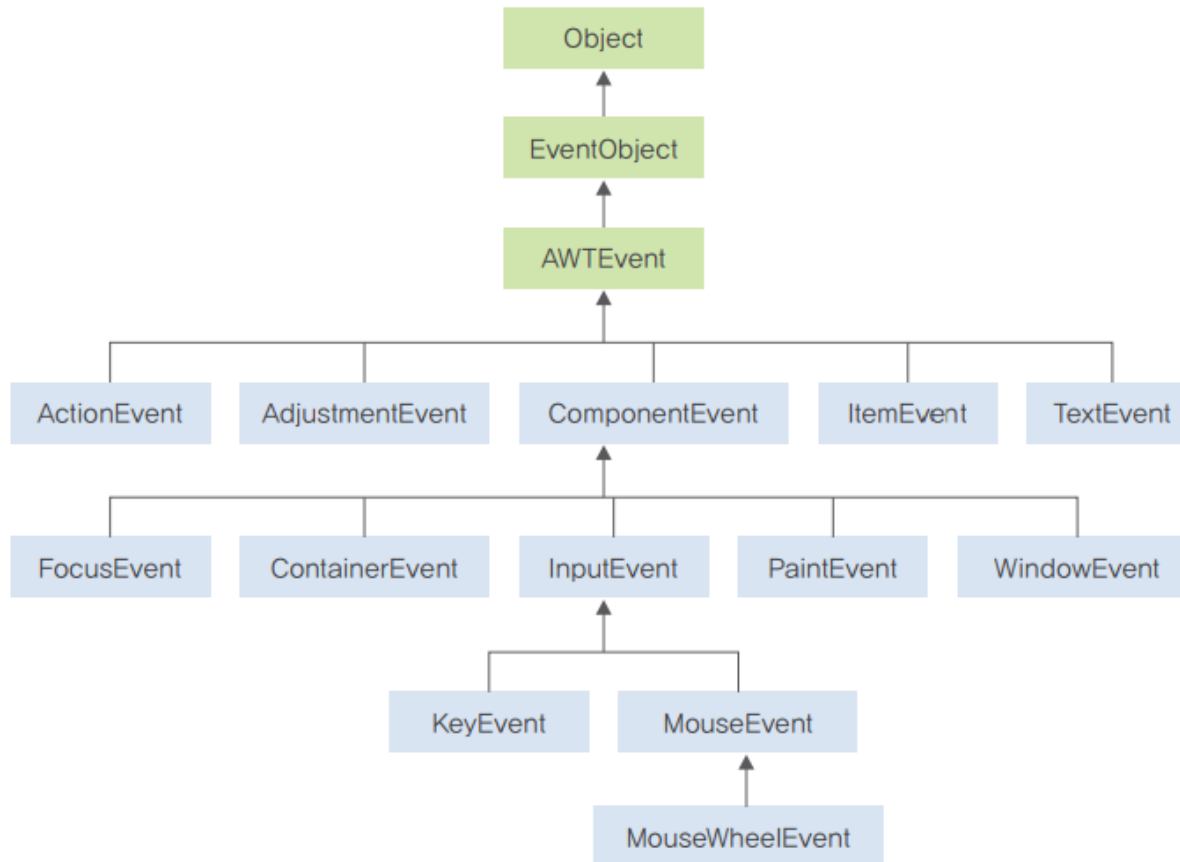 Object
EventObject
AWTEvent
ActionEvent
AdjustmentEvent
ComponentEvent
ItemEvent
TextEvent
FocusEvent
ContainerEvent
InputEvent
PaintEvent
WindowEvent
KeyEvent
MouseEvent
MouseWheelEvent